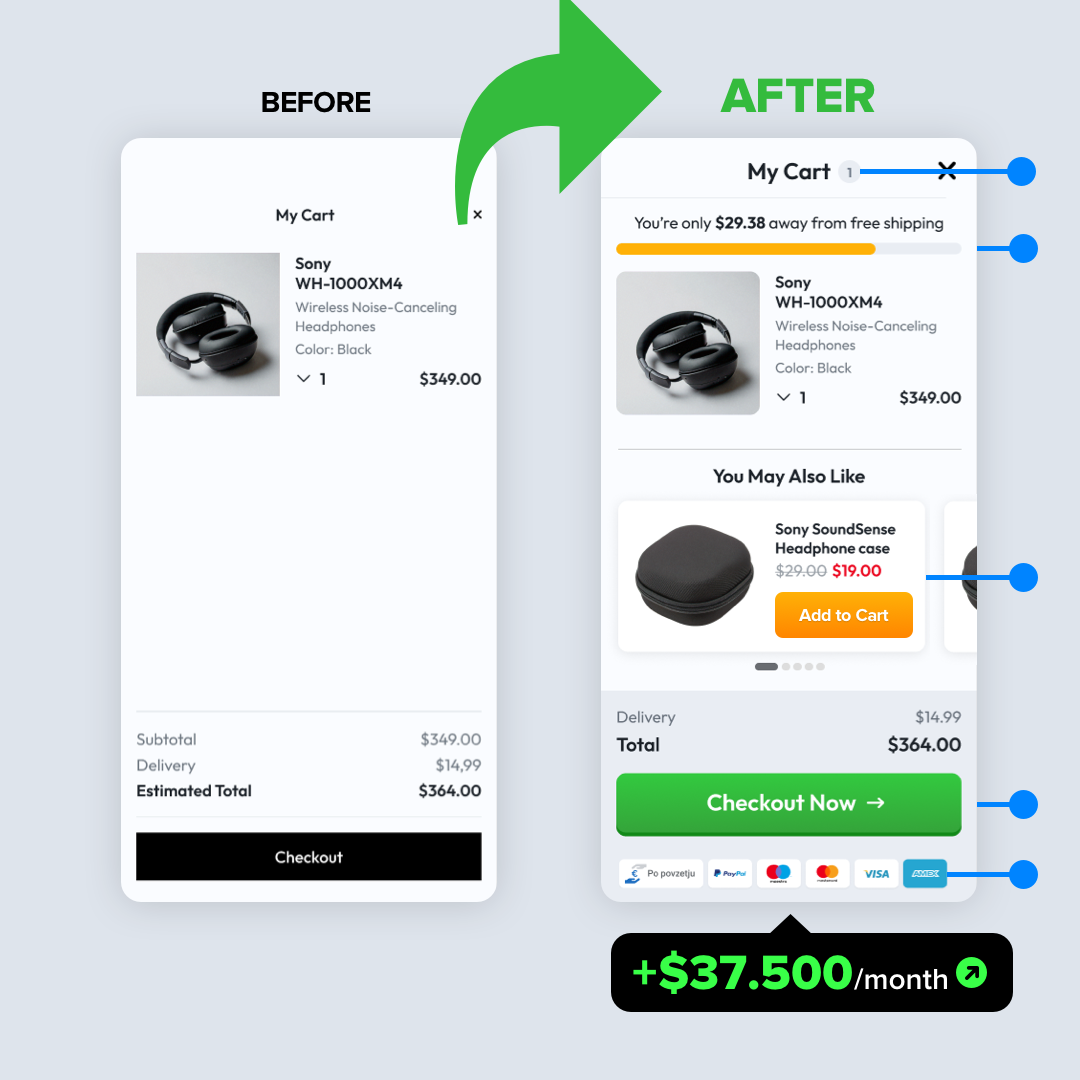 BEFORE
My Cart
×
Sony
WH-1000XM4
Wireless Noise-Canceling
Headphones
Color: Black
1 $349.00
Subtotal $349.00
Delivery $14,99
Estimated Total $364.00
Checkout
AFTER
My Cart 1
You're only $29.38 away from free shipping
Sony
WH-1000XM4
Wireless Noise-Canceling
Headphones
Color: Black
1 $349.00
You May Also Like
Sony SoundSense
Headphone case
$29.00 $19.00
Add to Cart
Delivery $14.99
Total $364.00
Checkout Now →
€ Po povzetju PayPal maestro mastercard VISA AMEX
+$37.500/month